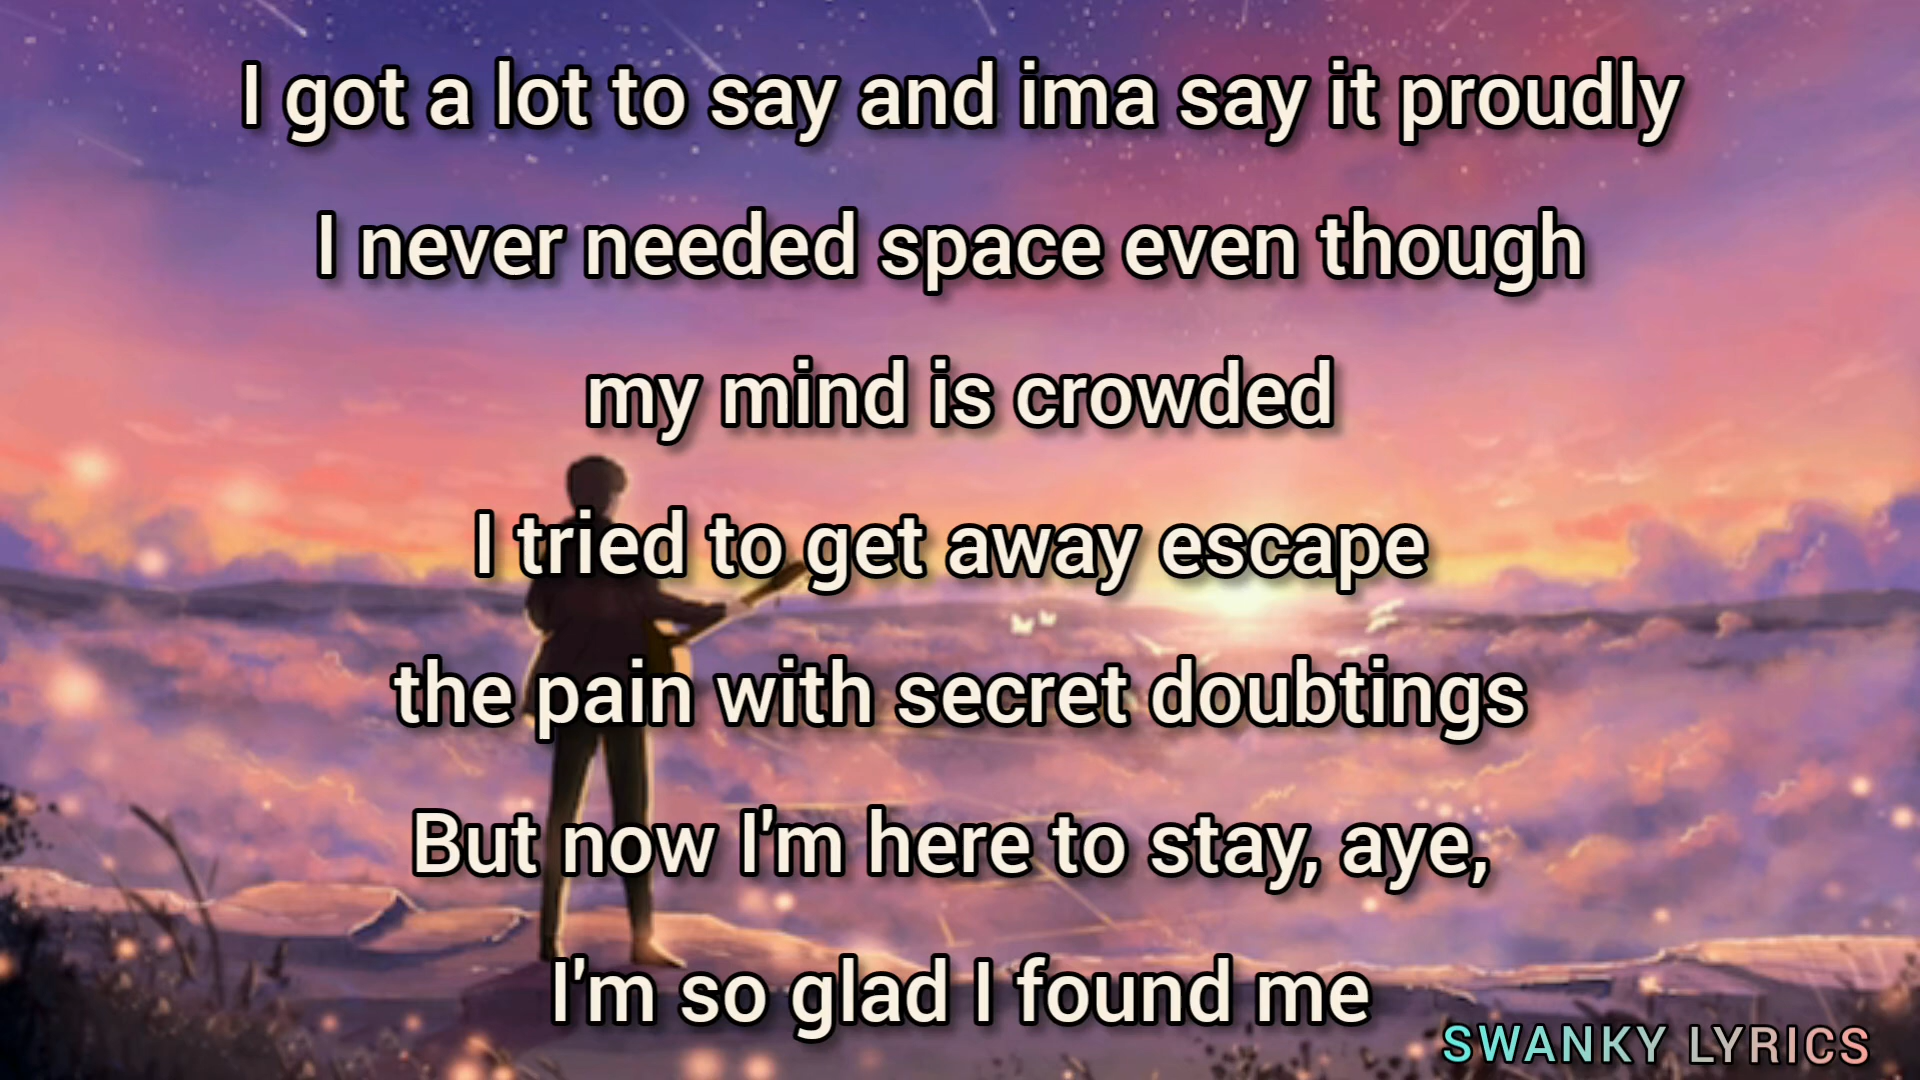 I got a lot to say and ima say it proudly
I never needed space even though
my mind is crowded
I tried to get away escape
the pain with secret doubtings
But now I'm here to stay, aye,
I'm so glad I found me
SWANKY LYRICS